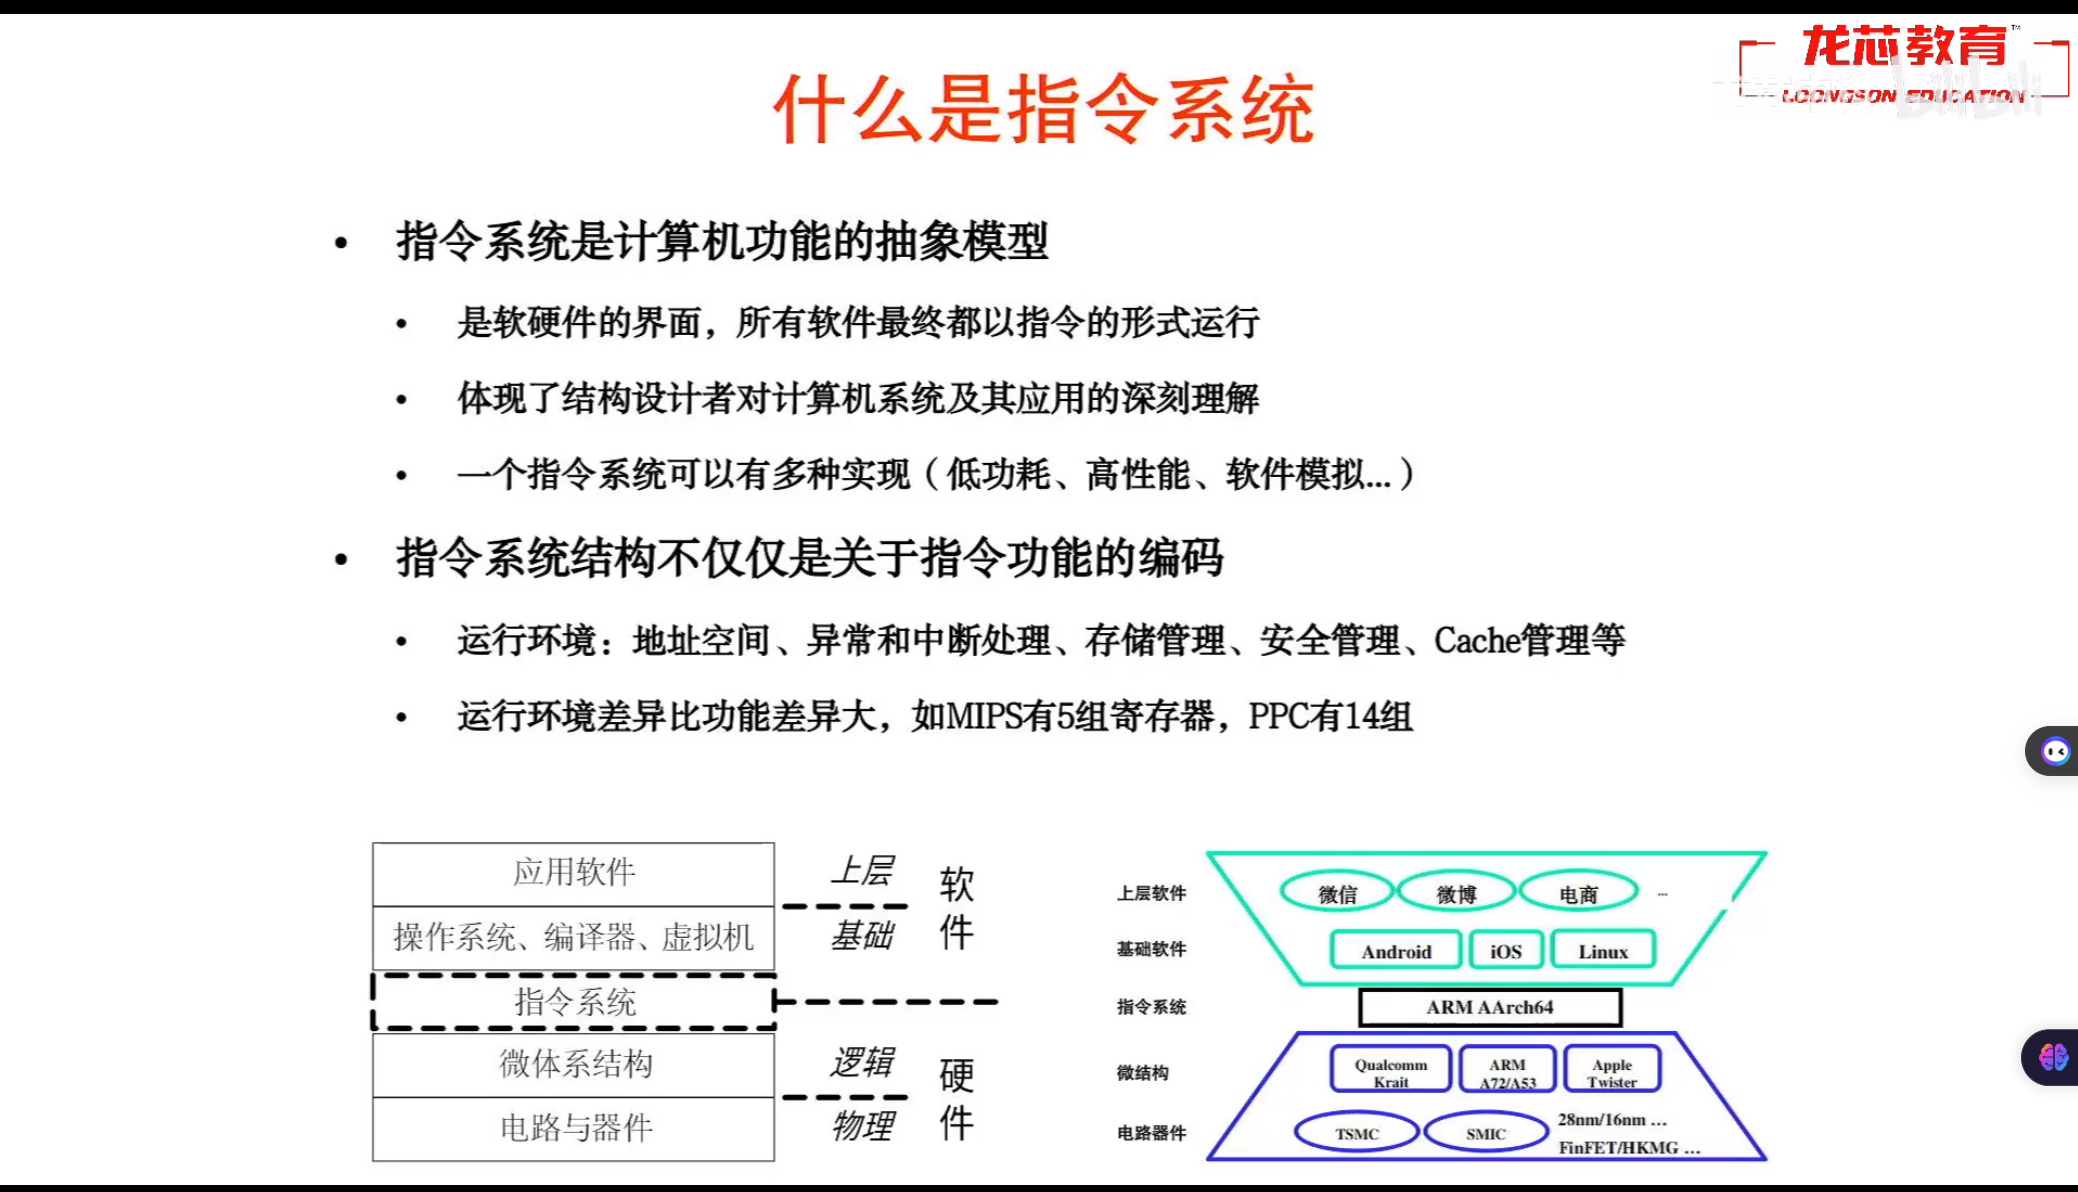 龙芯教育
LOONGSON EDUCATION
什么是指令系统
• 指令系统是计算机功能的抽象模型
• 是软硬件的界面，所有软件最终都以指令的形式运行
• 体现了结构设计者对计算机系统及其应用的深刻理解
• 一个指令系统可以有多种实现（低功耗、高性能、软件模拟...）
• 指令系统结构不仅仅是关于指令功能的编码
• 运行环境：地址空间、异常和中断处理、存储管理、安全管理、Cache管理等
• 运行环境差异比功能差异大，如MIPS有5组寄存器，PPC有14组
应用软件
操作系统、编译器、虚拟机
指令系统
微体系结构
电路与器件
上层
基础
软件
逻辑
物理
硬件
上层软件 微信 微博 电商 ...
基础软件 Android iOS Linux
指令系统 ARM AArch64
微结构 Qualcomm Krait ARM A72/A53 Apple Twister
电路器件 TSMC SMIC 28nm/16nm ...
FinFET/HKMG ...